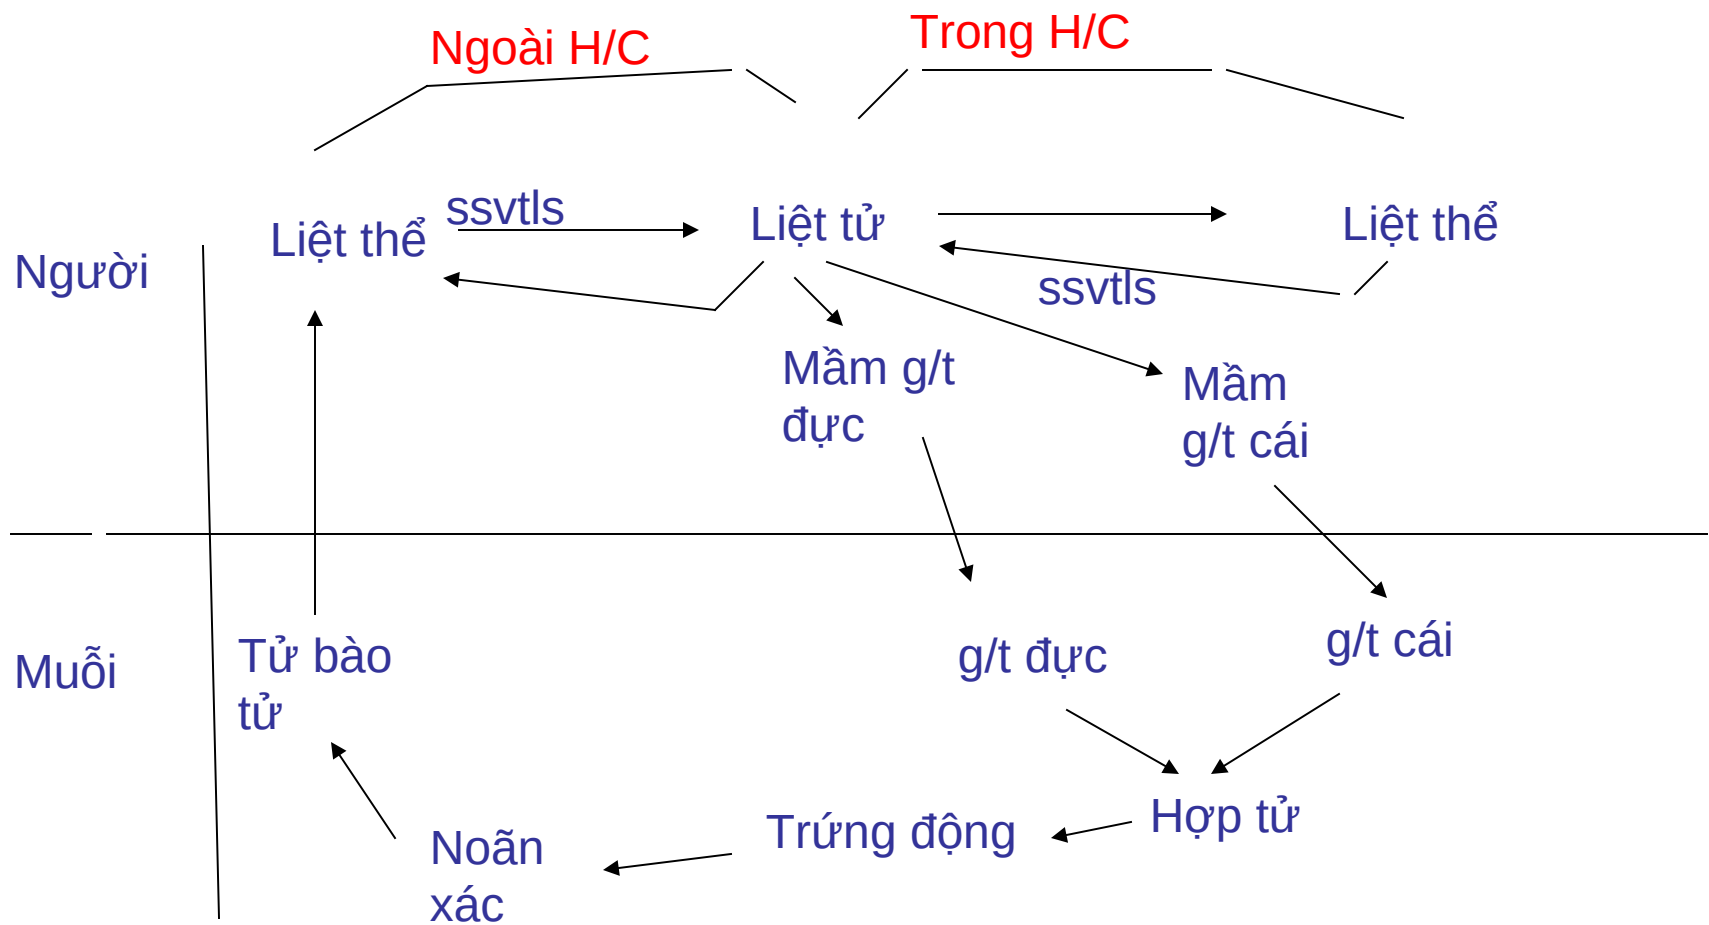 Ngoài H/C
Trong H/C
ssvtls
Liệt thể
Liệt tử
Liệt thể
Người
ssvtls
Mầm g/t
đực
Mầm
g/t cái
Muỗi
Tử bào
tử
g/t đực
g/t cái
Hợp tử
Trứng động
Noãn
xác